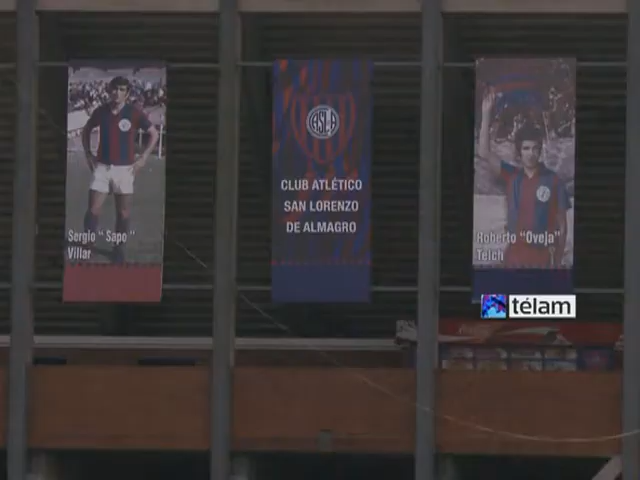 Sergio "Sapo"
Villar
CASLA
CLUB ATLÉTICO
SAN LORENZO
DE ALMAGRO
Roberto "Oveja"
Telch
télam